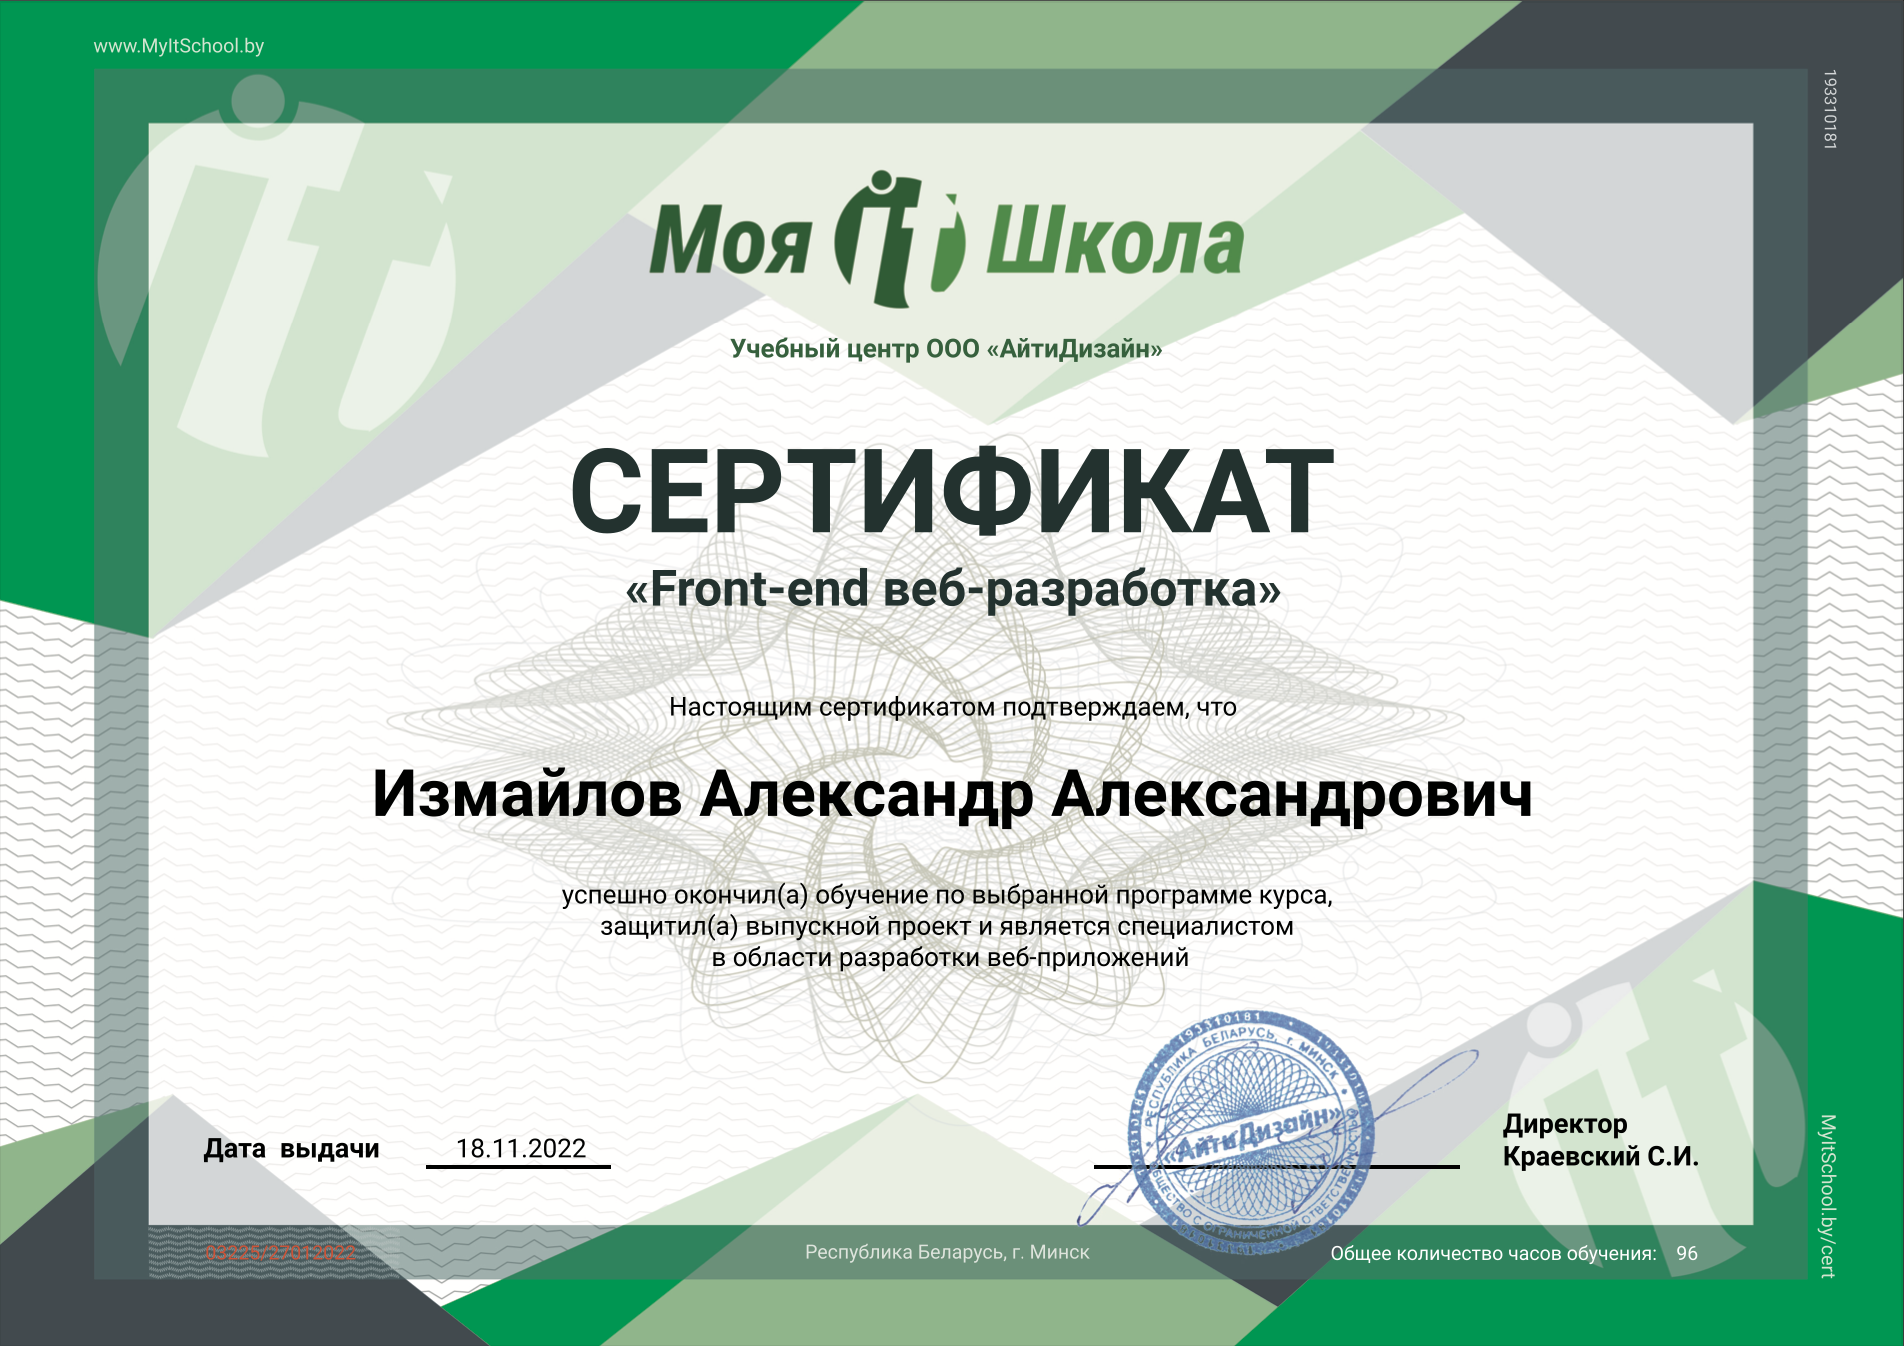 www.MyItSchool.by
193310181
Моя iT Школа
Учебный центр ООО «АйтиДизайн»
СЕРТИФИКАТ
«Front-end веб-разработка»
Настоящим сертификатом подтверждаем, что
Измайлов Александр Александрович
успешно окончил(а) обучение по выбранной программе курса,
защитил(а) выпускной проект и является специалистом
в области разработки веб-приложений
Дата выдачи 18.11.2022
193310181
РЕСПУБЛИКА БЕЛАРУСЬ, г. МИНСК
«АйтиДизайн»
ОБЩЕСТВО С ОГРАНИЧЕННОЙ ОТВЕТСТВЕННОСТЬЮ
Директор
Краевский С.И.
03225/27012022
Республика Беларусь, г. Минск
Общее количество часов обучения: 96
MyItSchool.by/cert